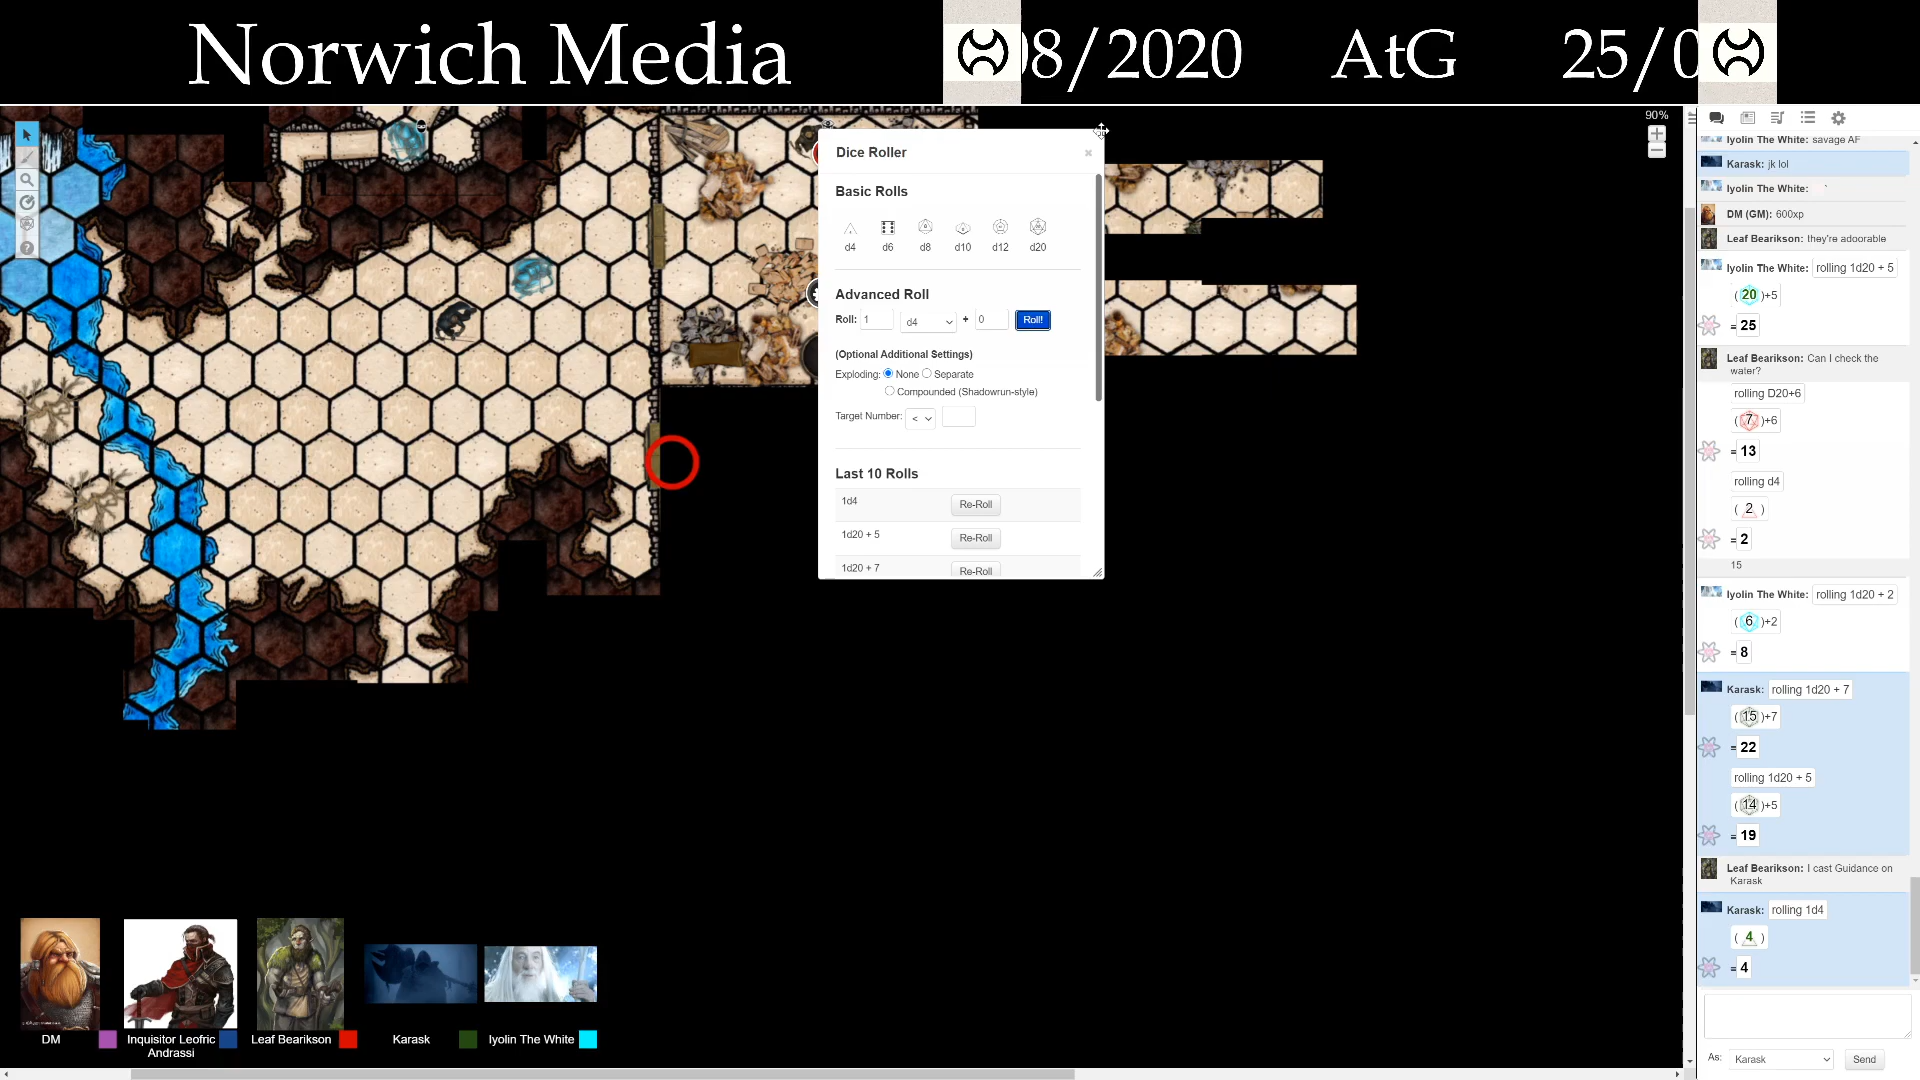 Norwich Media
8/2020
AtG
25/0
90%
Dice Roller
Basic Rolls
d4 d6 d8 d10 d12 d20
Advanced Roll
Roll: 1 d4 + 0 Roll!
(Optional Additional Settings)
Exploding: None Separate
Compounded (Shadowrun-style)
Target Number: <
Last 10 Rolls
1d4 Re-Roll
1d20 + 5 Re-Roll
1d20 + 7 Re-Roll
Iyolin The White: savage AF
Karask: jk lol
Iyolin The White: `
DM (GM): 600xp
Leaf Bearikson: they're adoorable
Iyolin The White: rolling 1d20 + 5
(20)+5
=25
Leaf Bearikson: Can I check the
water?
rolling D20+6
(7)+6
=13
rolling d4
(2)
=2
15
Iyolin The White: rolling 1d20 + 2
(6)+2
=8
Karask: rolling 1d20 + 7
(15)+7
=22
rolling 1d20 + 5
(14)+5
=19
Leaf Bearikson: I cast Guidance on
Karask
Karask: rolling 1d4
(4)
=4
As: Karask Send
DM
Inquisitor Leofric
Andrassi
Leaf Bearikson
Karask
Iyolin The White